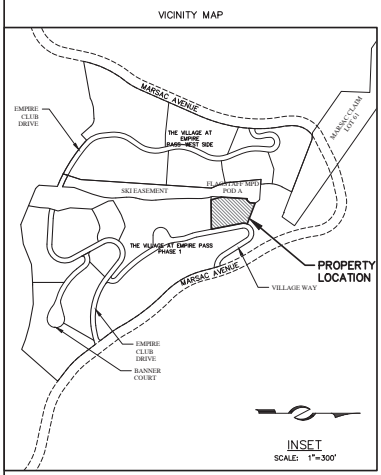 VICINITY MAP
MARSAC AVENUE
EMPIRE
CLUB
DRIVE
THE VILLAGE AT
EMPIRE
PASS WEST SIDE
MARSAC CLAIM
LOT 61
SKI EASEMENT
FLAGSTAFF MPD
POD A
THE VILLAGE AT EMPIRE PASS
PHASE 1
PROPERTY
LOCATION
MARSAC AVENUE
VILLAGE WAY
EMPIRE
CLUB
DRIVE
BANNER
COURT
INSET
SCALE: 1"=300'